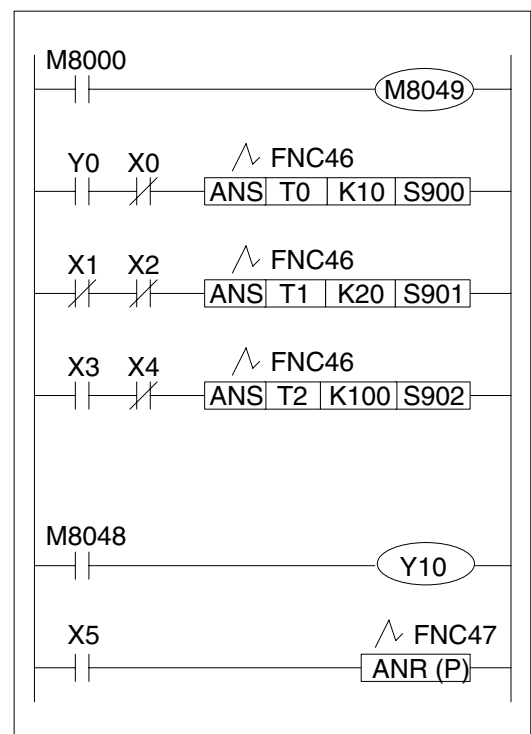 M8000
M8049
Y0 X0 FNC46
ANS T0 K10 S900
X1 X2 FNC46
ANS T1 K20 S901
X3 X4 FNC46
ANS T2 K100 S902
M8048
Y10
X5 FNC47
ANR (P)